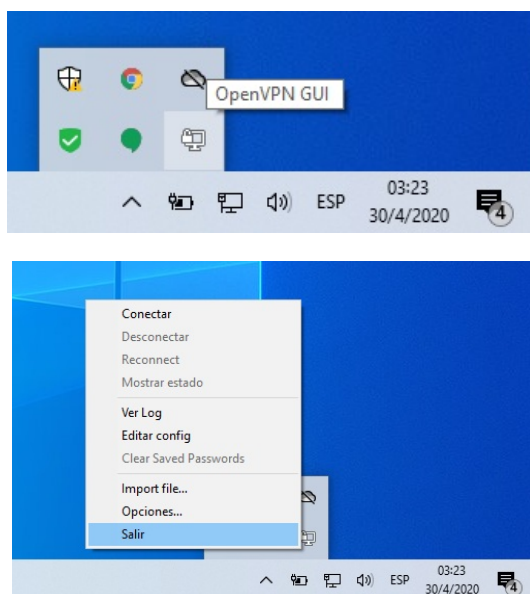 OpenVPN GUI
ESP
03:23
30/4/2020
4
Conectar
Desconectar
Reconnect
Mostrar estado
Ver Log
Editar config
Clear Saved Passwords
Import file...
Opciones...
Salir
ESP
03:23
30/4/2020
4